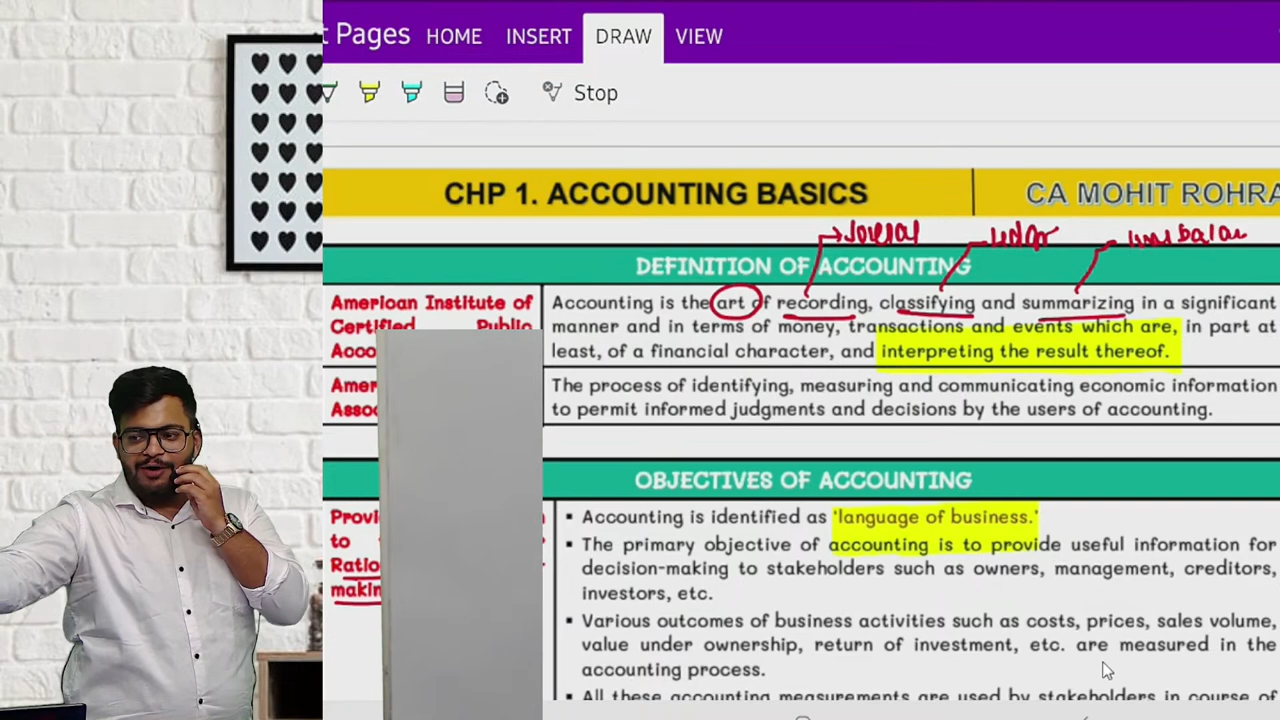 t Pages HOME INSERT DRAW VIEW
Stop
CHP 1. ACCOUNTING BASICS
CA MOHIT ROHRA
DEFINITION OF ACCOUNTING
American Institute of
Certified Public
Acco
Accounting is the art of recording, classifying and summarizing in a significant
manner and in terms of money, transactions and events which are, in part at
least, of a financial character, and interpreting the result thereof.
Amer
Assoc
The process of identifying, measuring and communicating economic information
to permit informed judgments and decisions by the users of accounting.
OBJECTIVES OF ACCOUNTING
Provi
to
Ratio
makin
▪ Accounting is identified as 'language of business.'
▪ The primary objective of accounting is to provide useful information for
decision-making to stakeholders such as owners, management, creditors,
investors, etc.
▪ Various outcomes of business activities such as costs, prices, sales volume,
value under ownership, return of investment, etc. are measured in the
accounting process.
▪ All these accounting measurements are used by stakeholders in course of